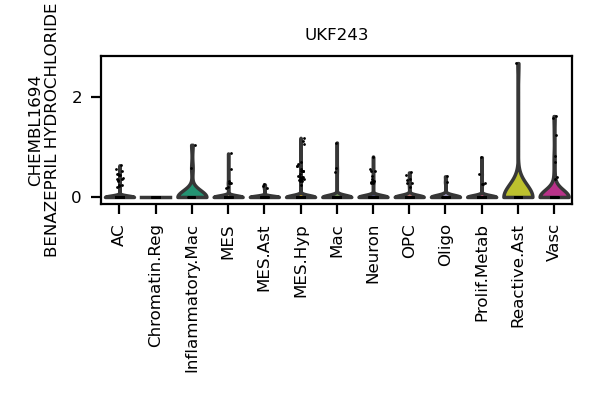 UKF243
CHEMBL1694
BENAZEPRIL HYDROCHLORIDE
2
0
AC
Chromatin.Reg
Inflammatory.Mac
MES
MES.Ast
MES.Hyp
Mac
Neuron
OPC
Oligo
Prolif.Metab
Reactive.Ast
Vasc